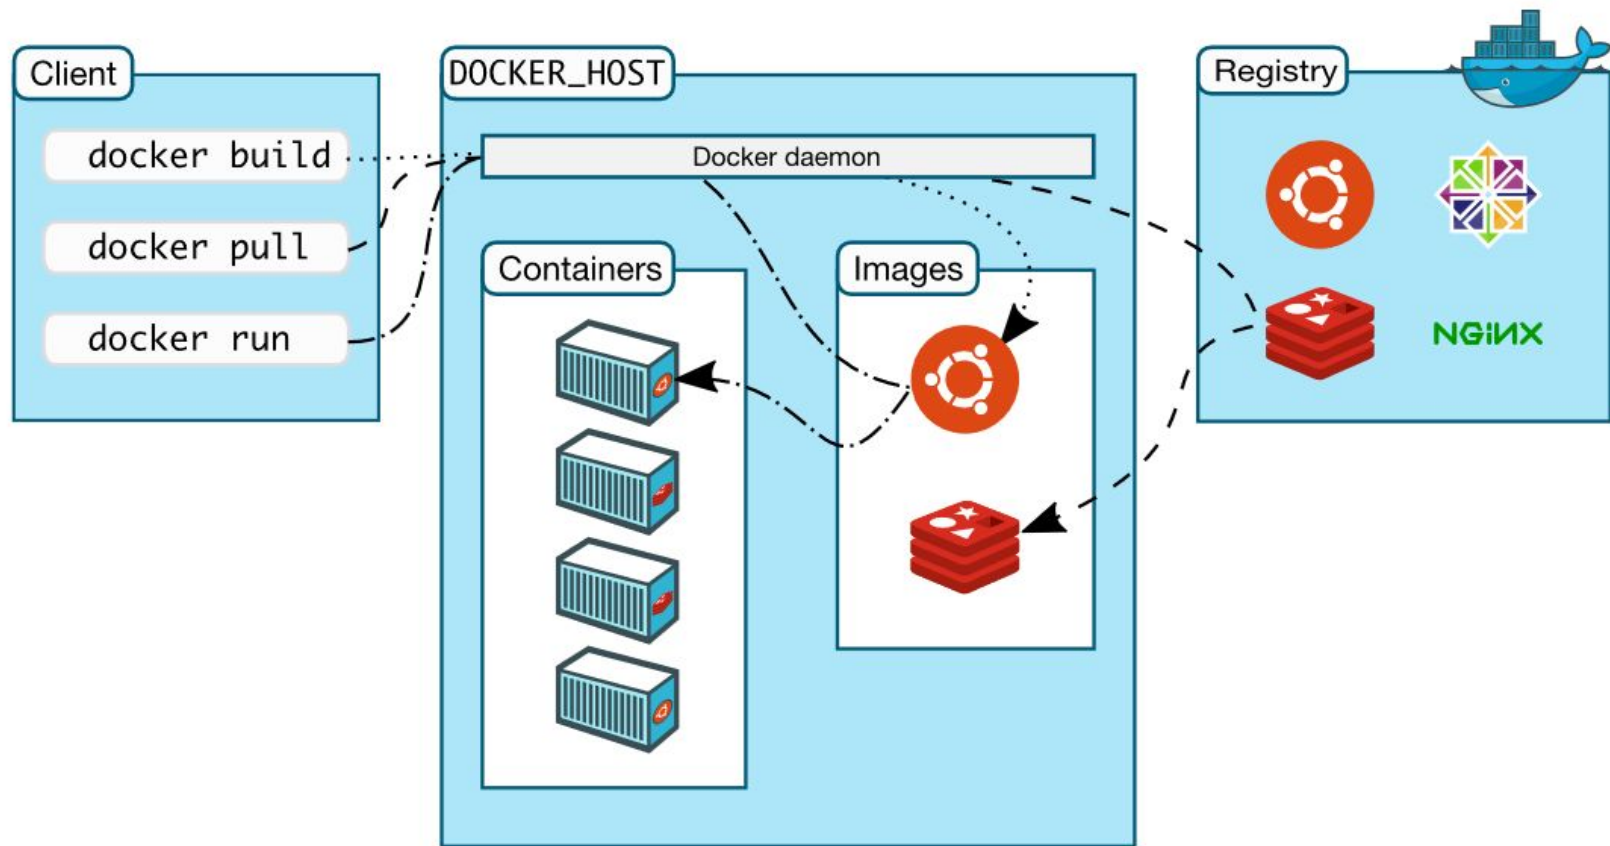 Client
docker build
docker pull
docker run
DOCKER_HOST
Docker daemon
Containers
Images
Registry
NGiNX